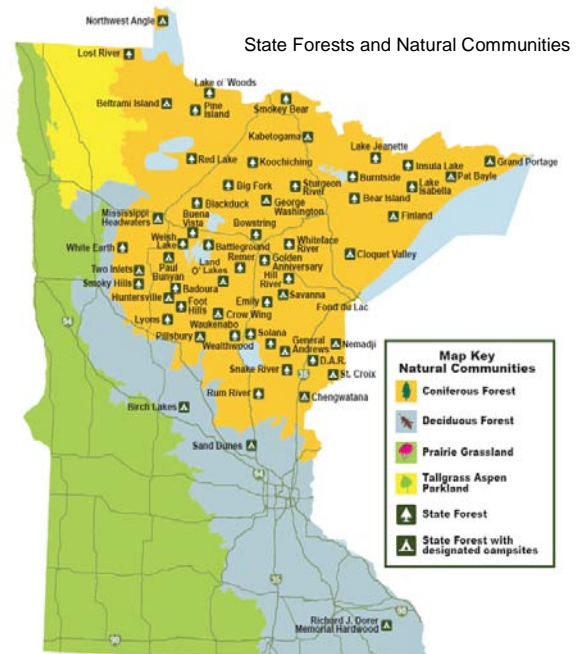 State Forests and Natural Communities
Northwest Angle
Lost River
Lake o' Woods
Beltrami Island
Pine
Island
Smokey Bear
Kabetogama
Lake Jeanette
Insula Lake
Grand Portage
Red Lake
Koochiching
Burntside
Pat Bayle
Lake
Isabella
Big Fork
Sturgeon
River
Bear Island
Blackduck
George
Washington
Finland
Mississippi
Headwaters
Buena
Vista
Bowstring
White Earth
Welsh
Lake
Battleground
Whiteface
River
Remer
Golden
Anniversary
Cloquet Valley
Two Inlets
Paul
Bunyan
Land
O' Lakes
Hill
River
Smoky Hills
Badoura
Savanna
Huntersville
Foot
Hills
Emily
Fond du Lac
Lyons
Crow Wing
Waukenabo
Solana
General
Andrews
Nemadji
Pillsbury
Wealthwood
D.A.R.
Snake River
St. Croix
Rum River
Chengwatana
Birch Lakes
Sand Dunes
94
35
94
35
90
90
Richard J. Dorer
Memorial Hardwood
Map Key
Natural Communities
Coniferous Forest
Deciduous Forest
Prairie Grassland
Tallgrass Aspen
Parkland
State Forest
State Forest with
designated campsites